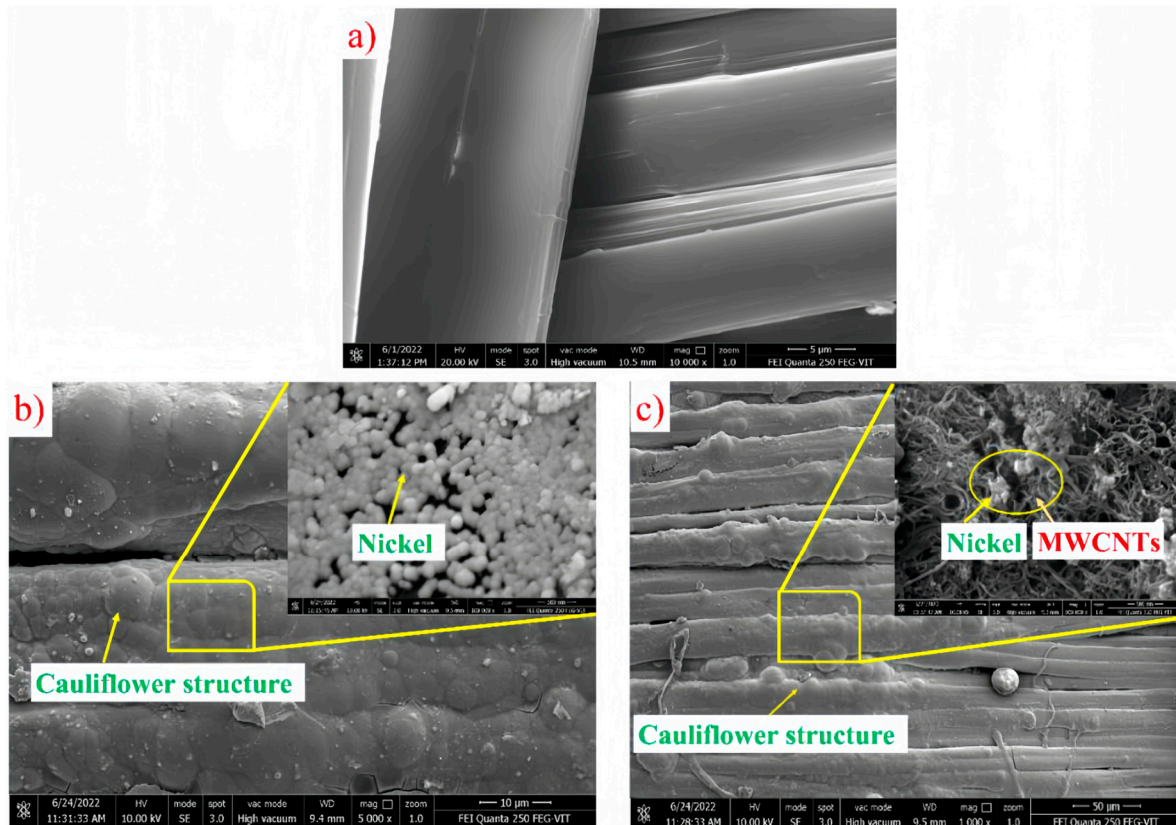 a)
6/1/2022 HV mode spot vac mode WD mag □ zoom 5 µm
1:37:12 PM 20.00 kV SE 3.0 High vacuum 10.5 mm 10 000 x 1.0 FEI Quanta 250 FEG-VIT
b)
Nickel
Cauliflower structure
6/24/2022 HV mode spot vac mode WD mag □ zoom 10 µm
11:31:33 AM 10.00 kV SE 3.0 High vacuum 9.4 mm 5 000 x 1.0 FEI Quanta 250 FEG-VIT
c)
Nickel MWCNTs
Cauliflower structure
6/24/2022 HV mode spot vac mode WD mag □ zoom 50 µm
11:28:33 AM 10.00 kV SE 3.0 High vacuum 9.5 mm 1 000 x 1.0 FEI Quanta 250 FEG-VIT